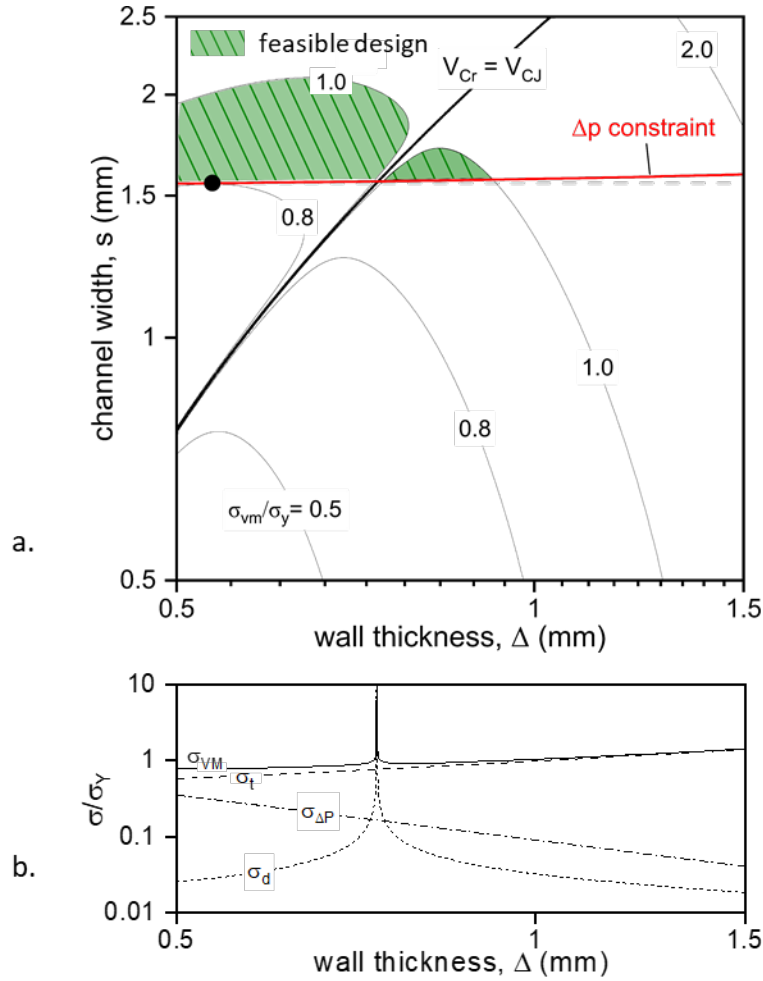 2.5
feasible design
1.0
V_Cr = V_CJ
2.0
2
Δp constraint
1.5
0.8
channel width, s (mm)
1
1.0
0.8
σ_vm/σ_y= 0.5
a.
0.5
0.5
1
1.5
wall thickness, Δ (mm)
10
σ_VM
1
σ_t
σ/σ_Y
σ_ΔP
0.1
b.
σ_d
0.01
0.5
1
1.5
wall thickness, Δ (mm)